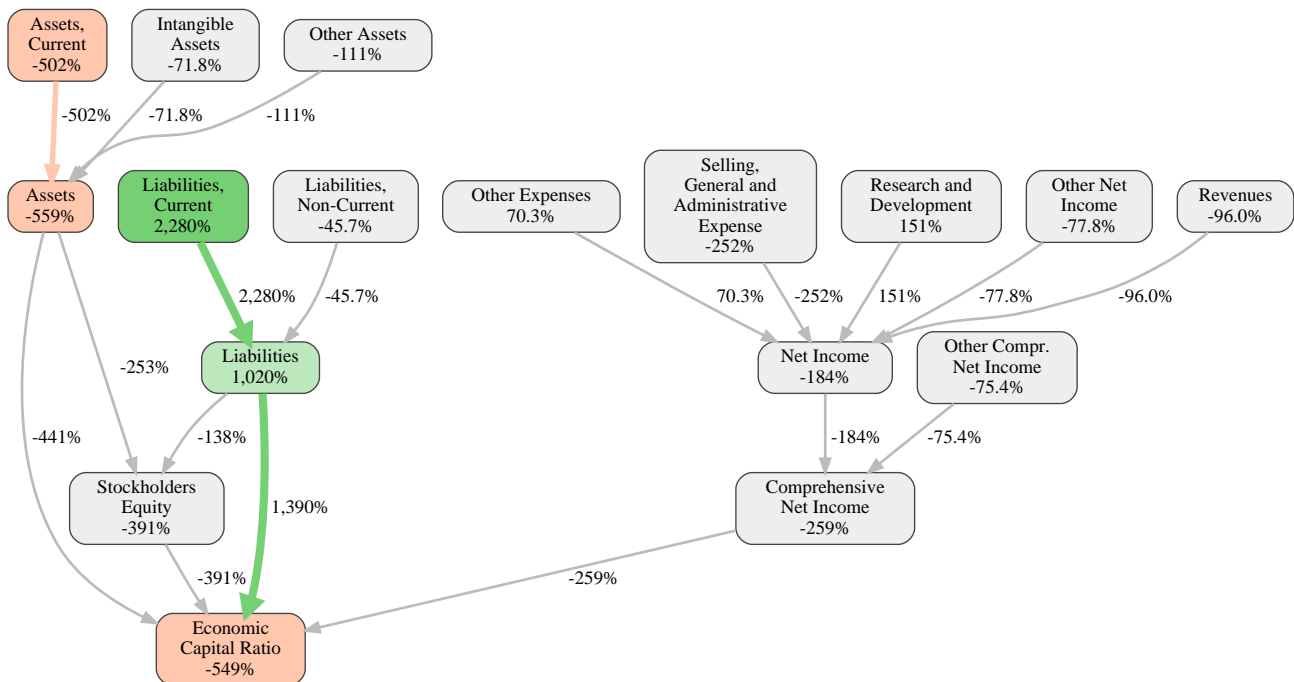 Assets,
Current
-502%
Intangible
Assets
-71.8%
Other Assets
-111%
-502%
-71.8%
-111%
Assets
-559%
Liabilities,
Current
2,280%
Liabilities,
Non-Current
-45.7%
Other Expenses
70.3%
Selling,
General and
Administrative
Expense
-252%
Research and
Development
151%
Other Net
Income
-77.8%
Revenues
-96.0%
2,280%
-45.7%
70.3%
-252%
151%
-77.8%
-96.0%
Liabilities
1,020%
Net Income
-184%
Other Compr.
Net Income
-75.4%
-253%
-441%
-138%
-184%
-75.4%
Stockholders
Equity
-391%
1,390%
Comprehensive
Net Income
-259%
-391%
-259%
Economic
Capital Ratio
-549%